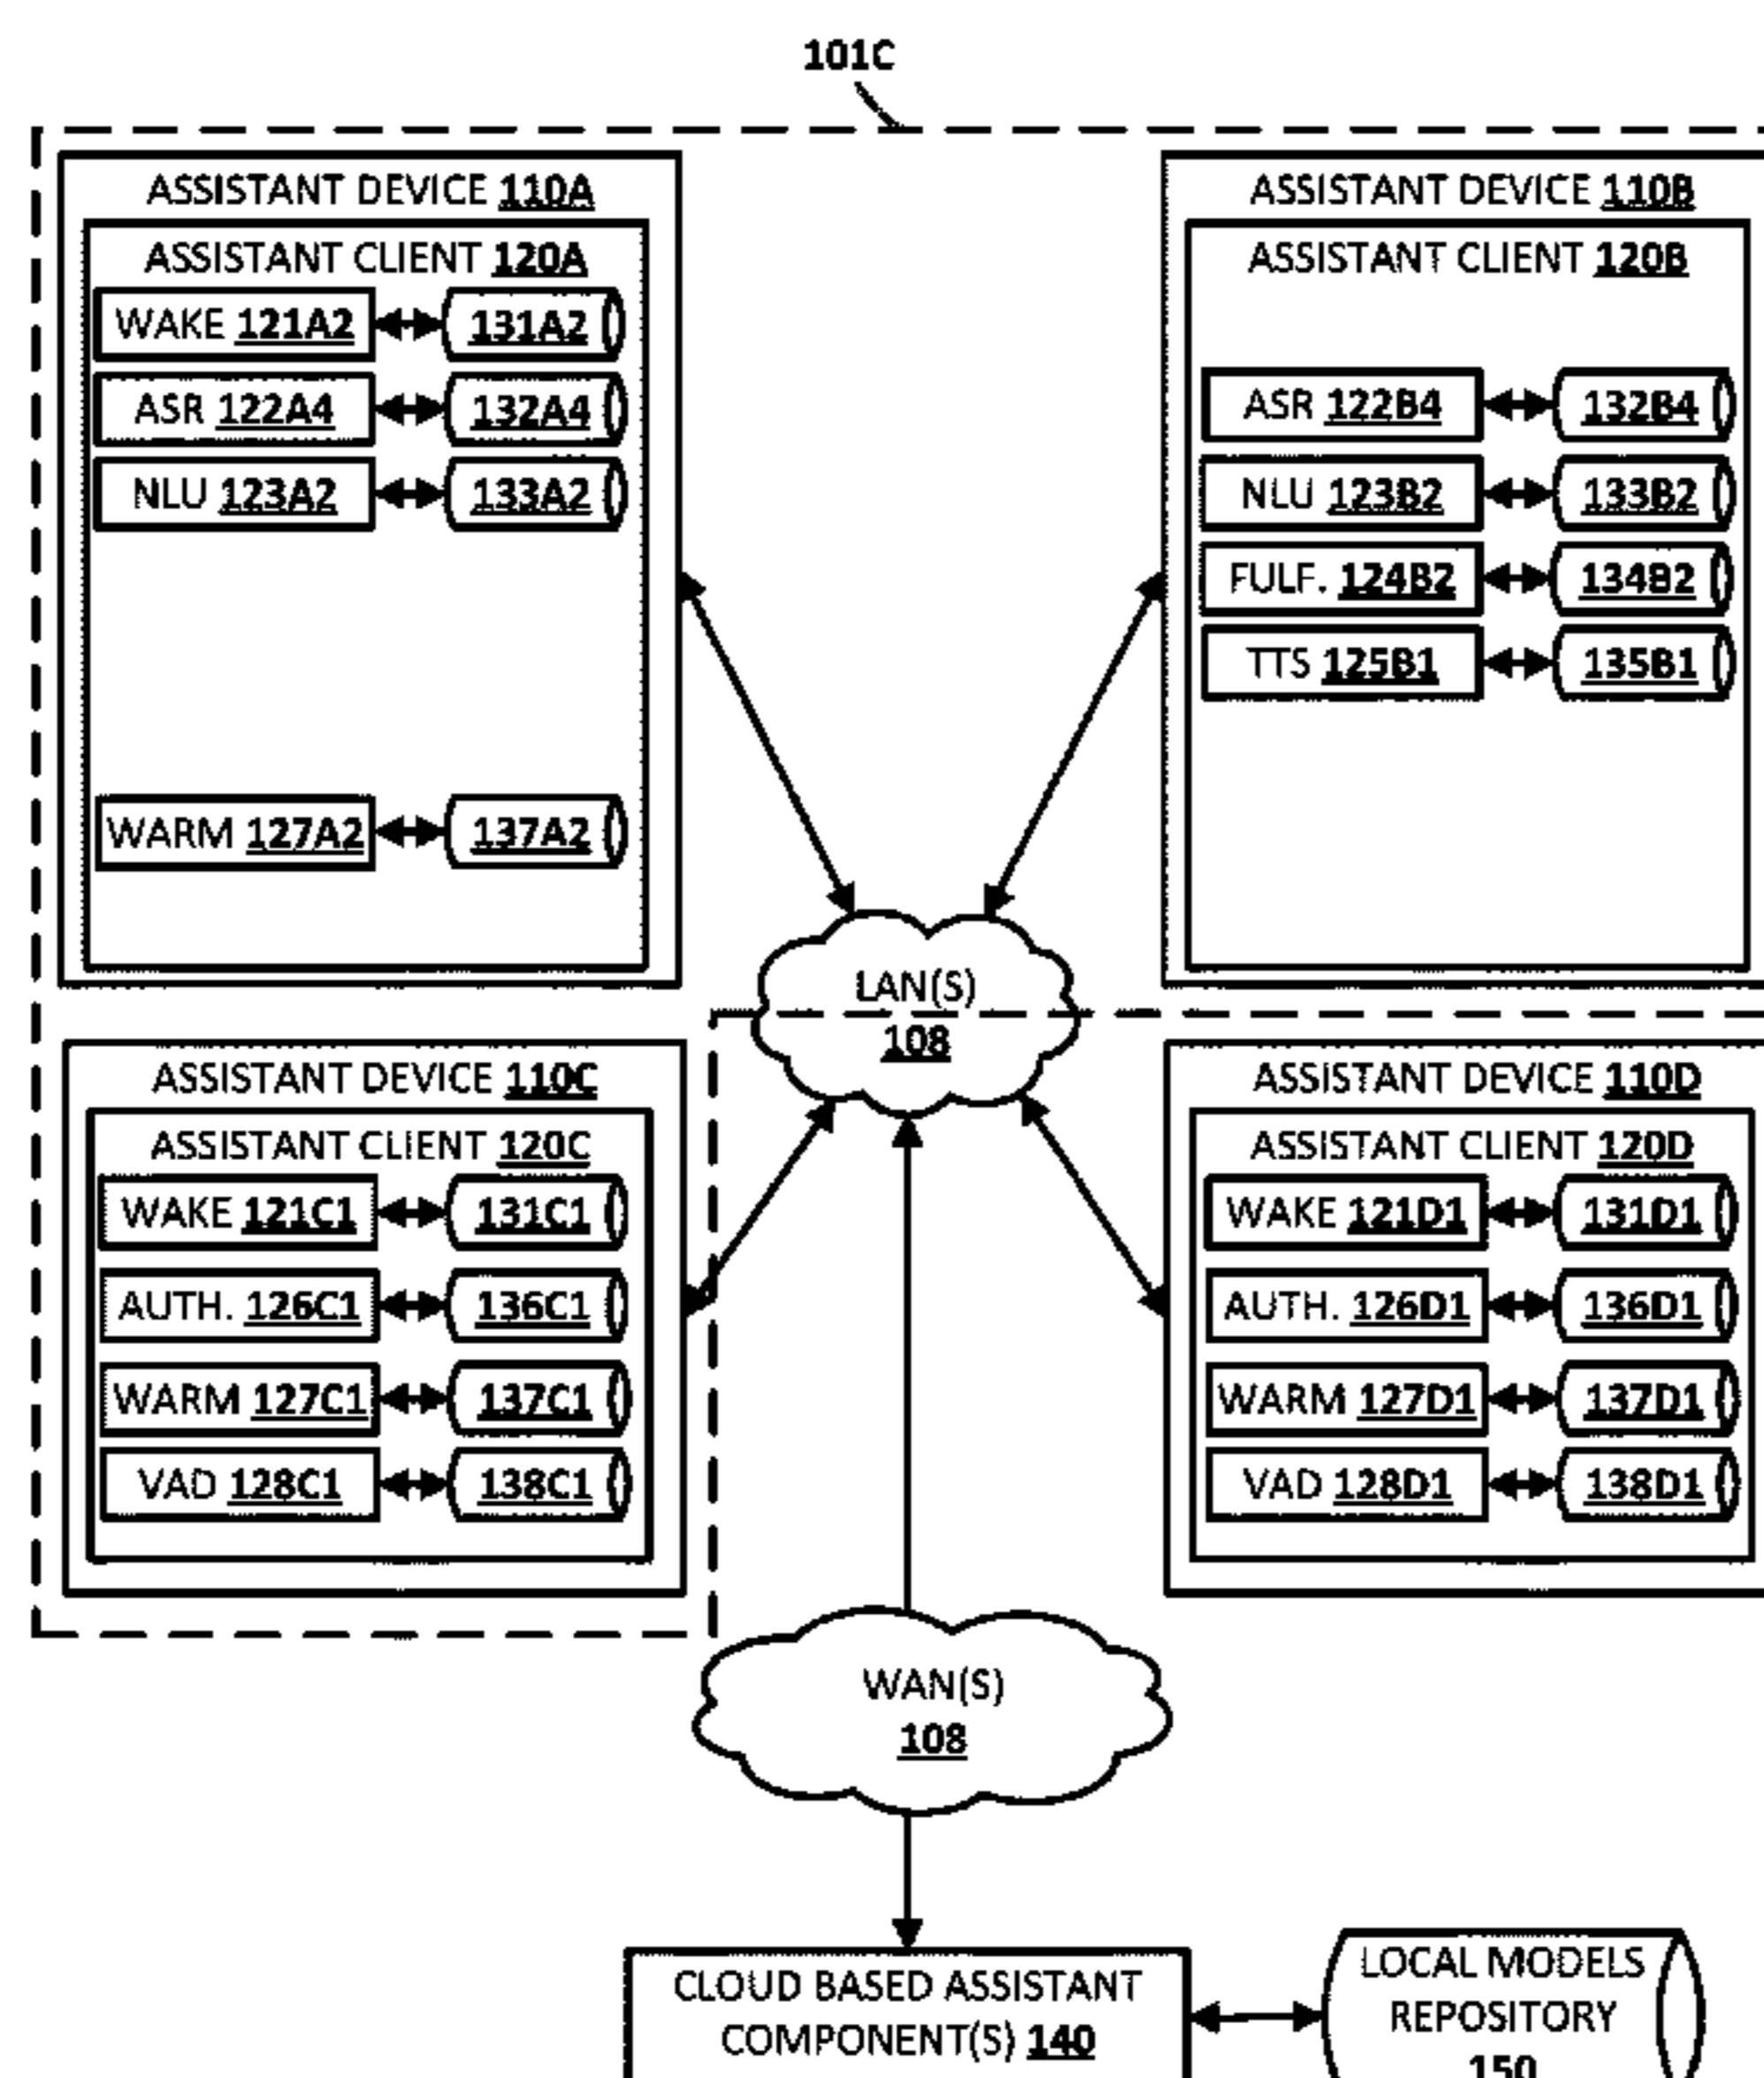 101C
ASSISTANT DEVICE 110A
ASSISTANT CLIENT 120A
WAKE 121A2
131A2
ASR 122A4
132A4
NLU 123A2
133A2
WARM 127A2
137A2
ASSISTANT DEVICE 110B
ASSISTANT CLIENT 120B
ASR 122B4
132B4
NLU 123B2
133B2
FULF. 124B2
134B2
TTS 125B1
135B1
LAN(S)
108
ASSISTANT DEVICE 110C
ASSISTANT CLIENT 120C
WAKE 121C1
131C1
AUTH. 126C1
136C1
WARM 127C1
137C1
VAD 128C1
138C1
ASSISTANT DEVICE 110D
ASSISTANT CLIENT 120D
WAKE 121D1
131D1
AUTH. 126D1
136D1
WARM 127D1
137D1
VAD 128D1
138D1
WAN(S)
108
CLOUD BASED ASSISTANT
COMPONENT(S) 140
LOCAL MODELS
REPOSITORY
150